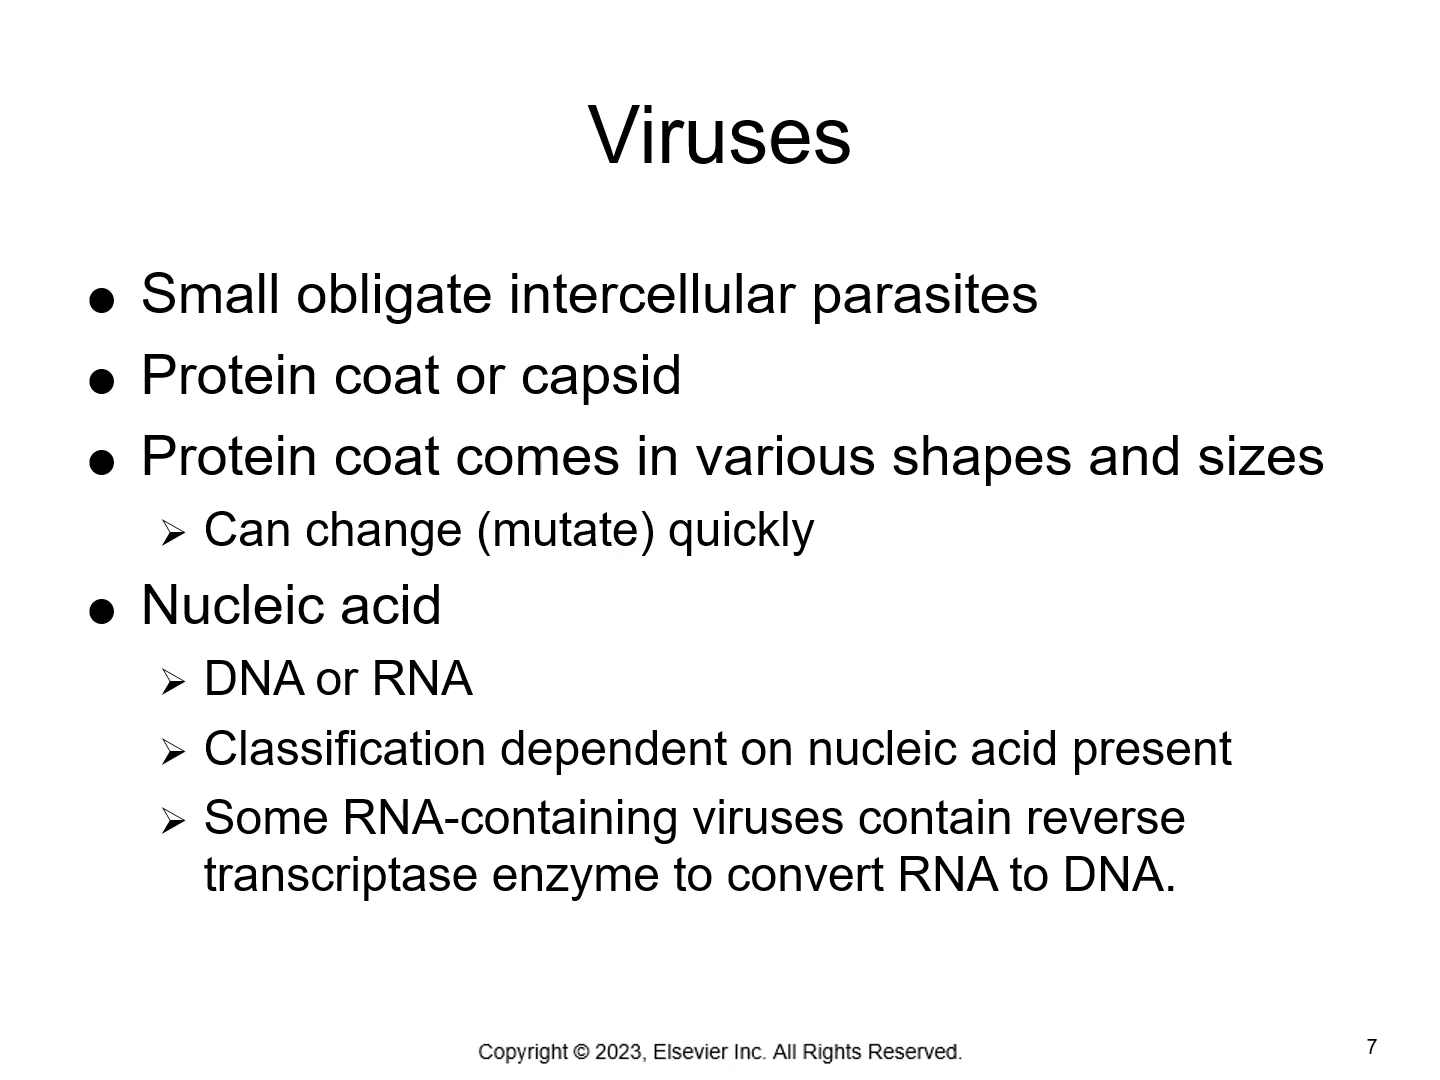 Viruses
● Small obligate intercellular parasites
● Protein coat or capsid
● Protein coat comes in various shapes and sizes
➢ Can change (mutate) quickly
● Nucleic acid
➢ DNA or RNA
➢ Classification dependent on nucleic acid present
➢ Some RNA-containing viruses contain reverse
transcriptase enzyme to convert RNA to DNA.
Copyright © 2023, Elsevier Inc. All Rights Reserved.
7